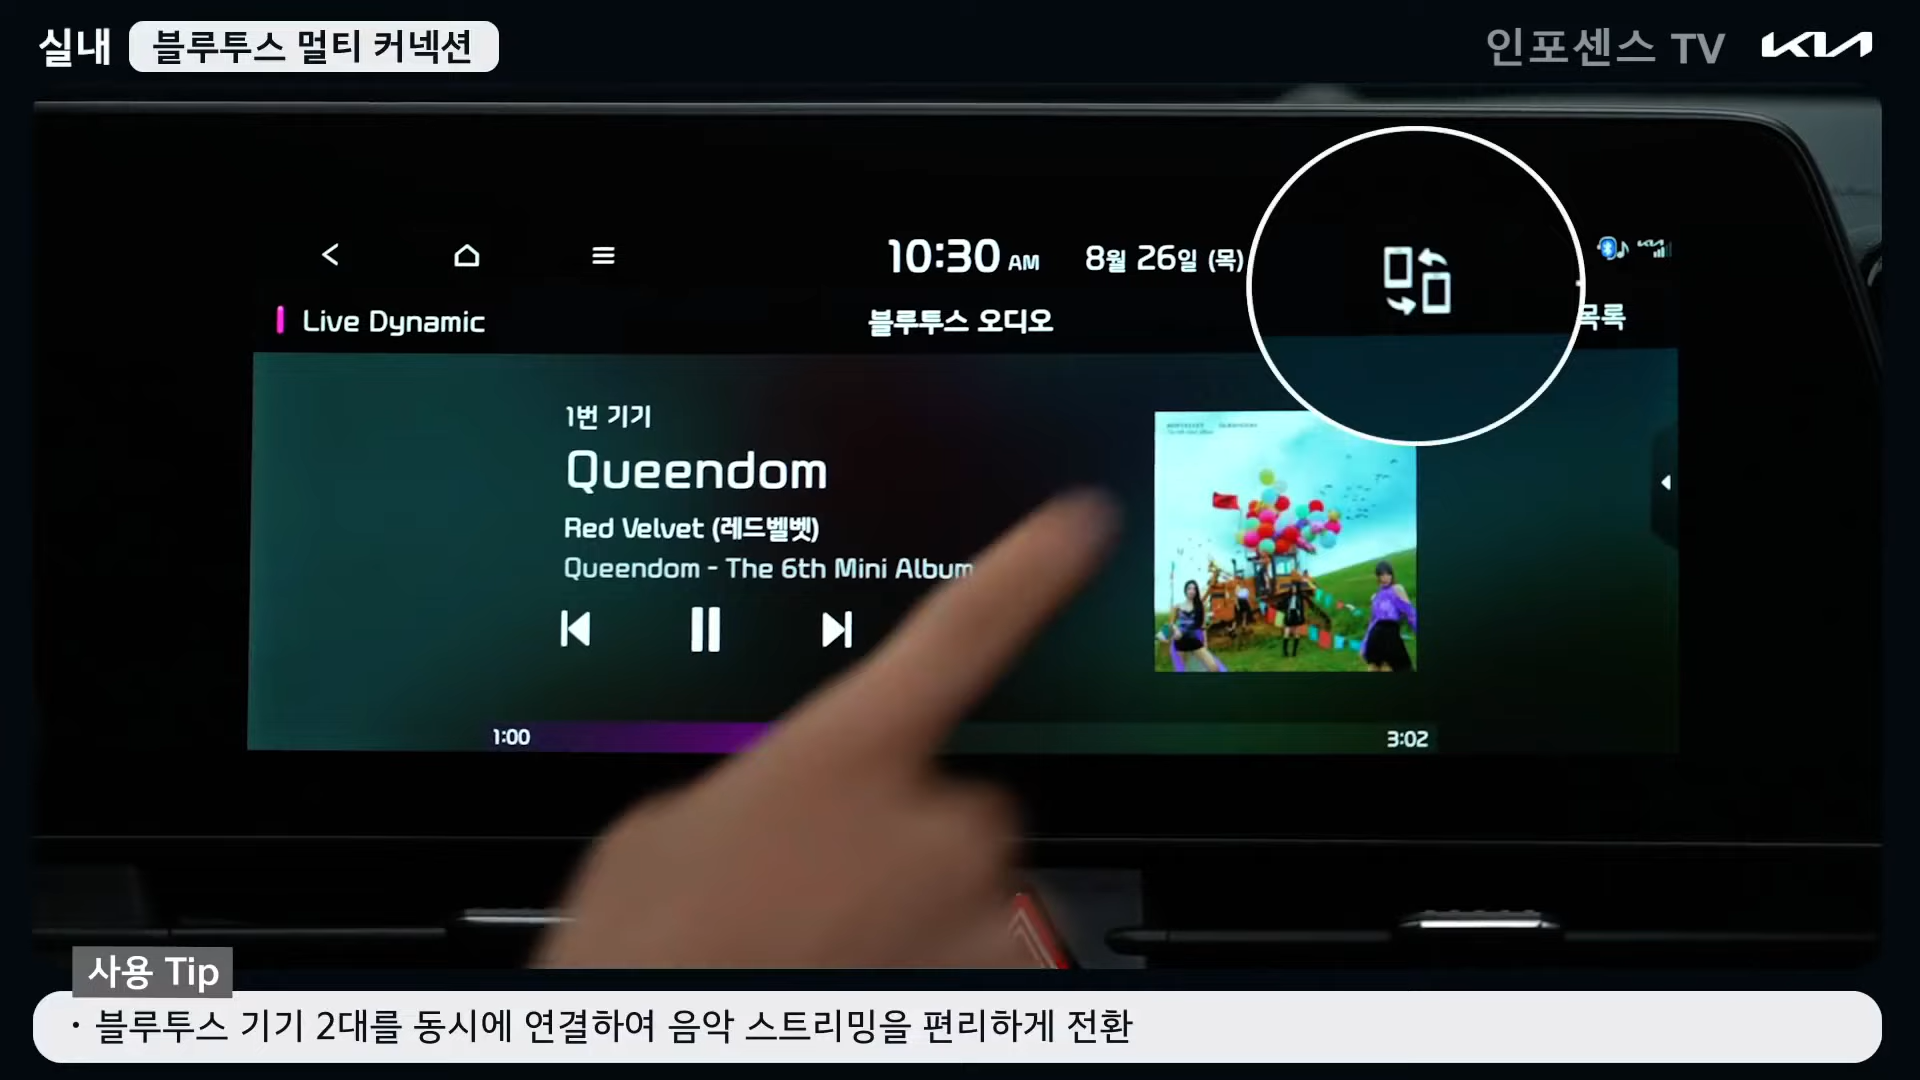 실내 블루투스 멀티 커넥션
인포센스 TV KIA
10:30 AM 8월 26일 (목)
Live Dynamic
블루투스 오디오
목록
1번 기기
Queendom
Red Velvet (레드벨벳)
Queendom - The 6th Mini Album
1:00
3:02
사용 Tip
· 블루투스 기기 2대를 동시에 연결하여 음악 스트리밍을 편리하게 전환